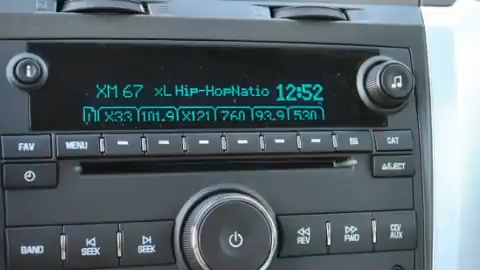 XM 67 xL Hip-HopNatio 12:52
X33 101.9 X121 760 93.9 530
FAV MENU CAT
EJECT
BAND SEEK SEEK REV FWD CD/AUX